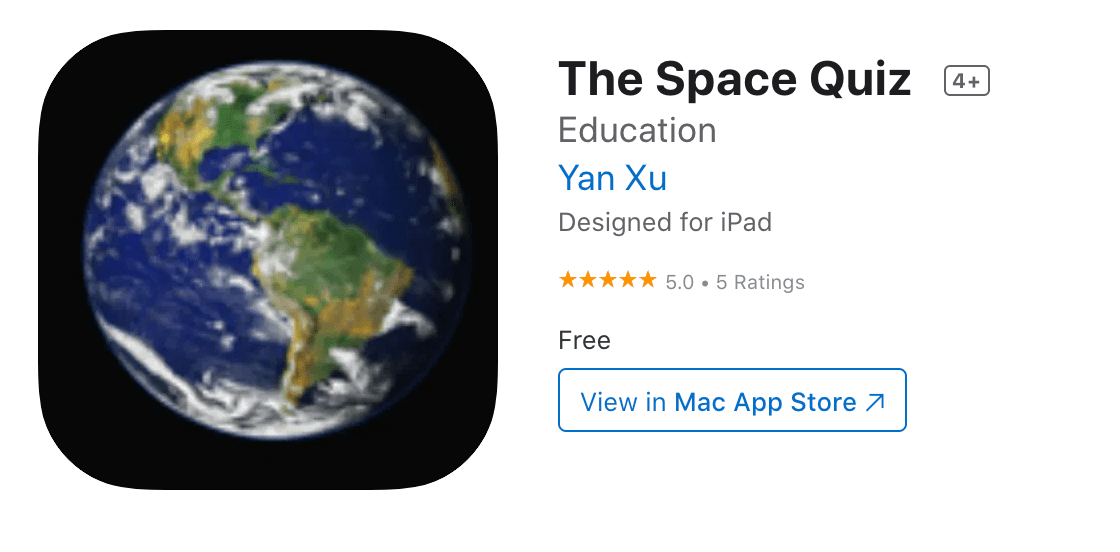 The Space Quiz 4+
Education
Yan Xu
Designed for iPad
★★★★★ 5.0 • 5 Ratings
Free
View in Mac App Store ↗